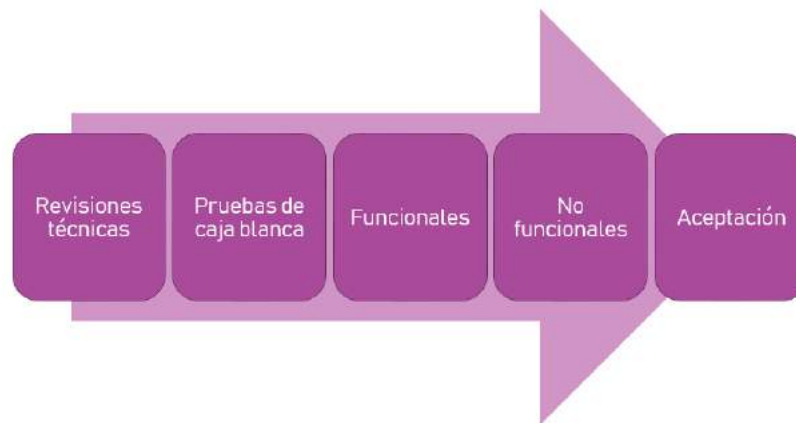 Revisiones
técnicas
Pruebas de
caja blanca
Funcionales
No
funcionales
Aceptación